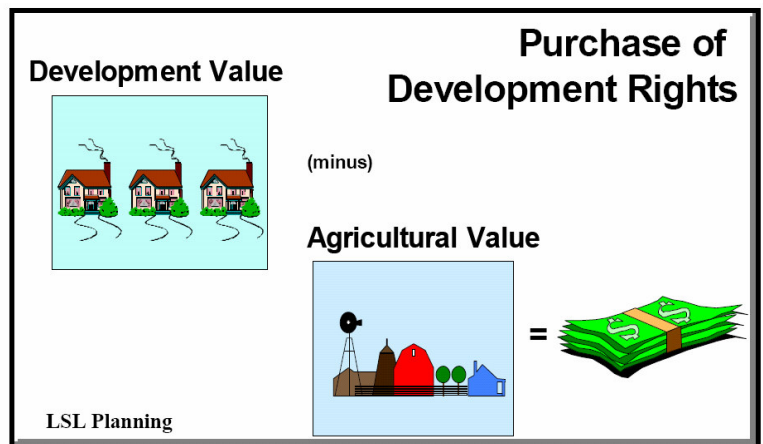 Purchase of
Development Rights
Development Value
(minus)
Agricultural Value
=
$ $
LSL Planning